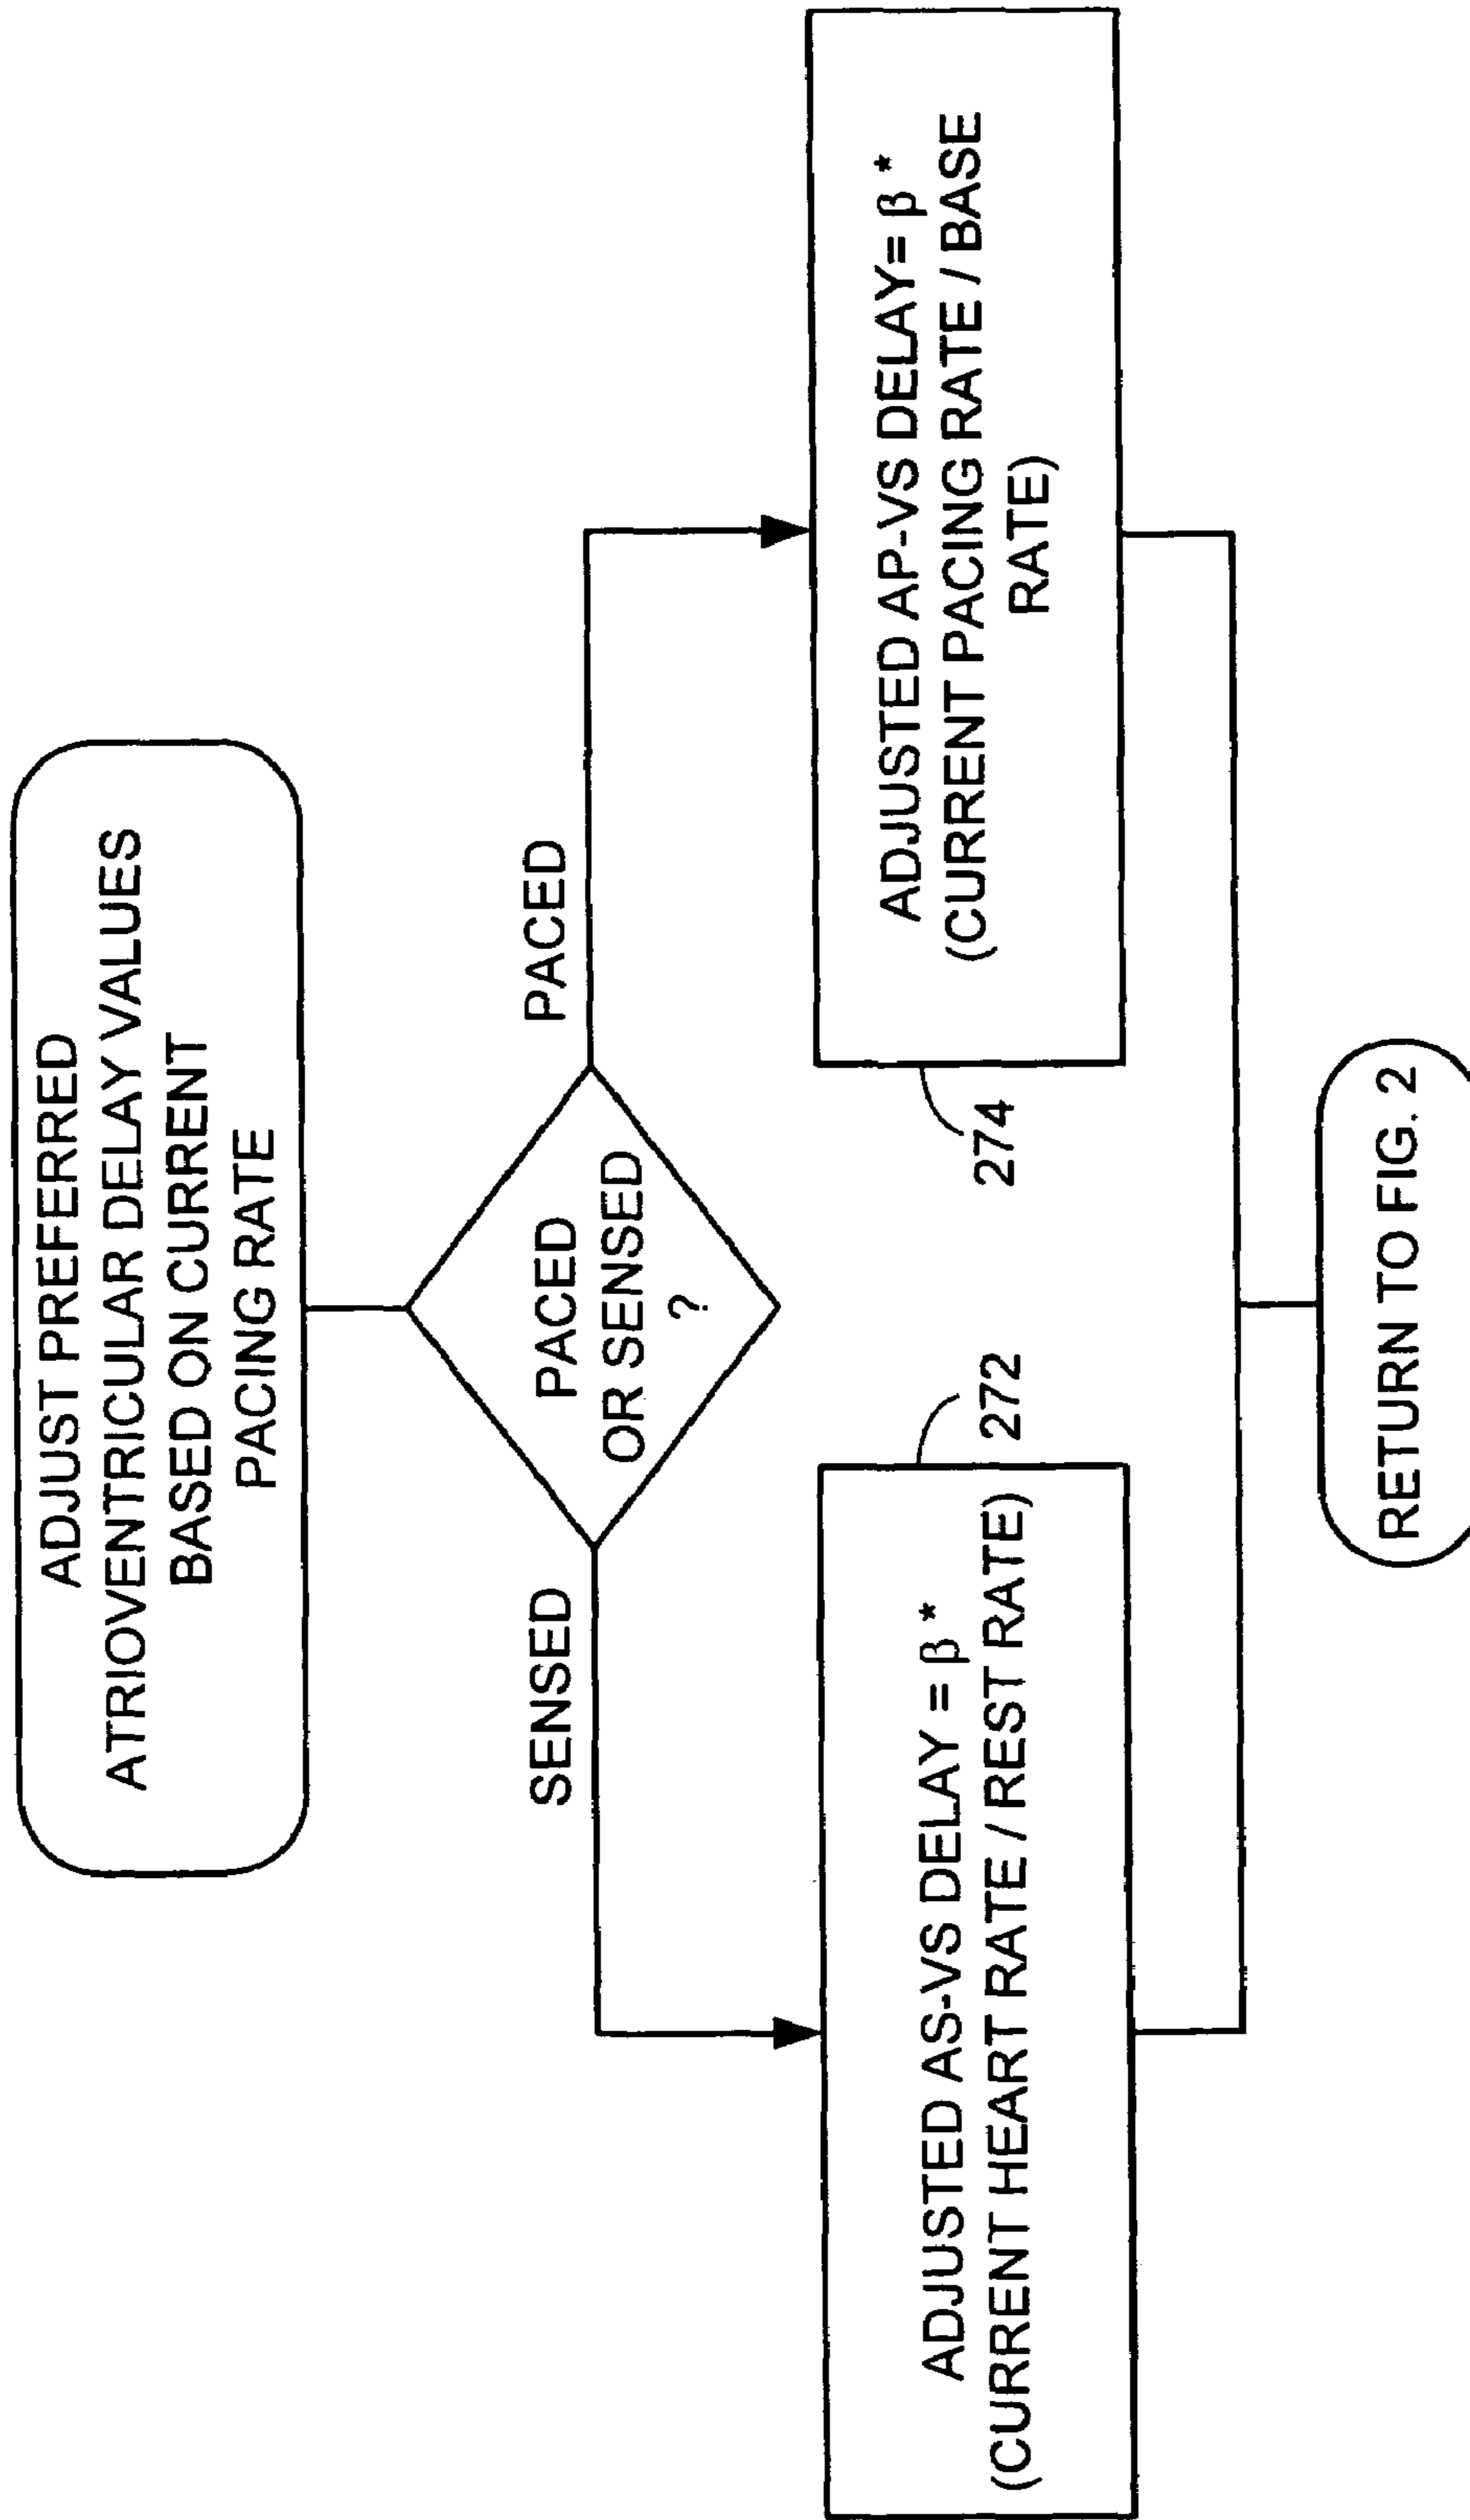 ADJUST PREFERRED
ATRIOVENTRICULAR DELAY VALUES
BASED ON CURRENT
PACING RATE
SENSED
PACED
OR SENSED
?
PACED
ADJUSTED AS-VS DELAY = β *
(CURRENT HEART RATE / REST RATE)
272
ADJUSTED AP-VS DELAY= β *
(CURRENT PACING RATE / BASE
RATE)
274
RETURN TO FIG. 2